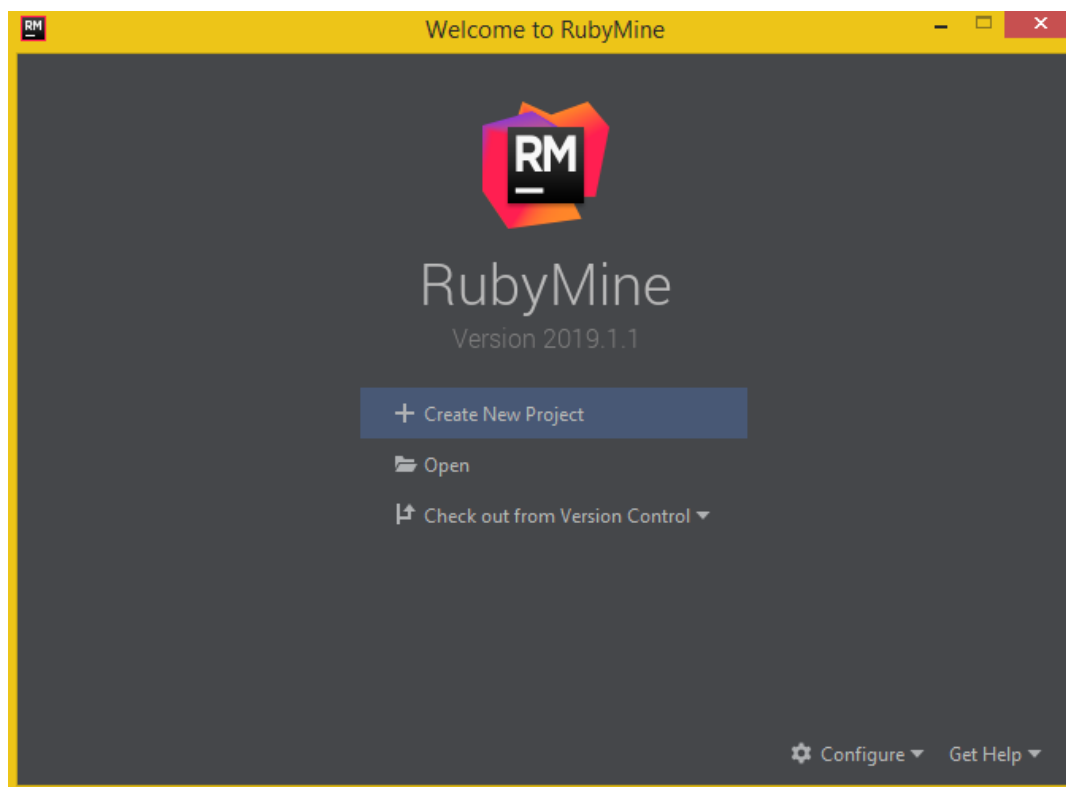 RM
Welcome to RubyMine
RM
RubyMine
Version 2019.1.1
Create New Project
Open
Check out from Version Control
Configure
Get Help